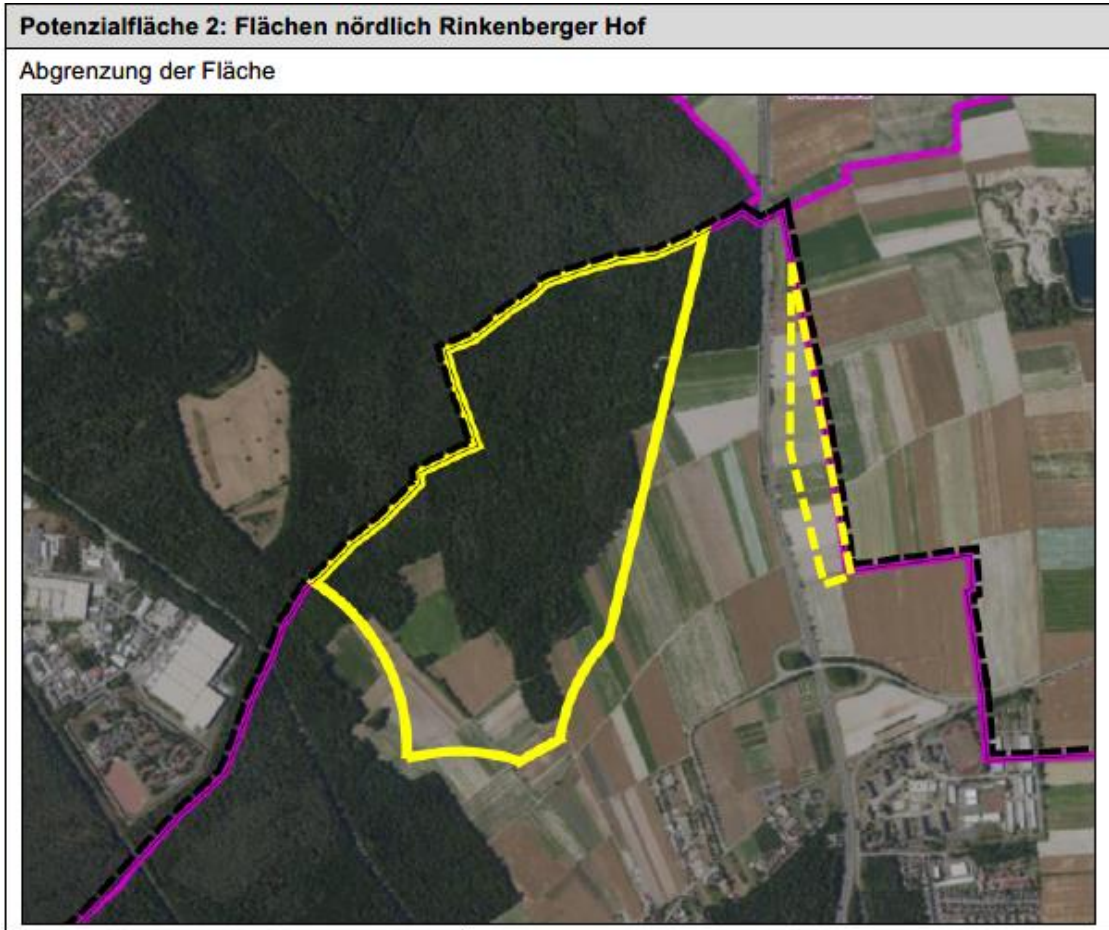 Potenzialfläche 2: Flächen nördlich Rinkenberger Hof
Abgrenzung der Fläche